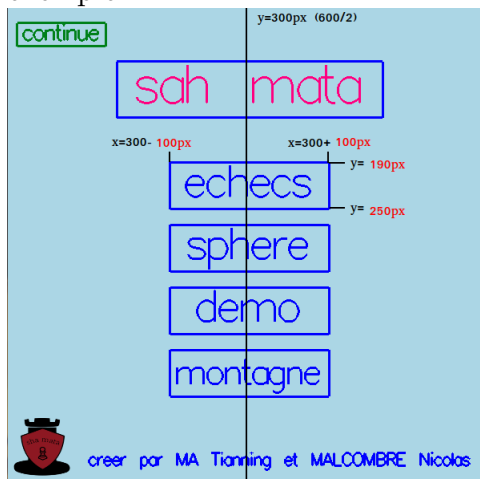 y=300px (600/2)
continue
sah mata
x=300- 100px x=300+ 100px
y= 190px
echecs
y= 250px
sphere
demo
montagne
creer par MA Tianning et MALCOMBRE Nicolas